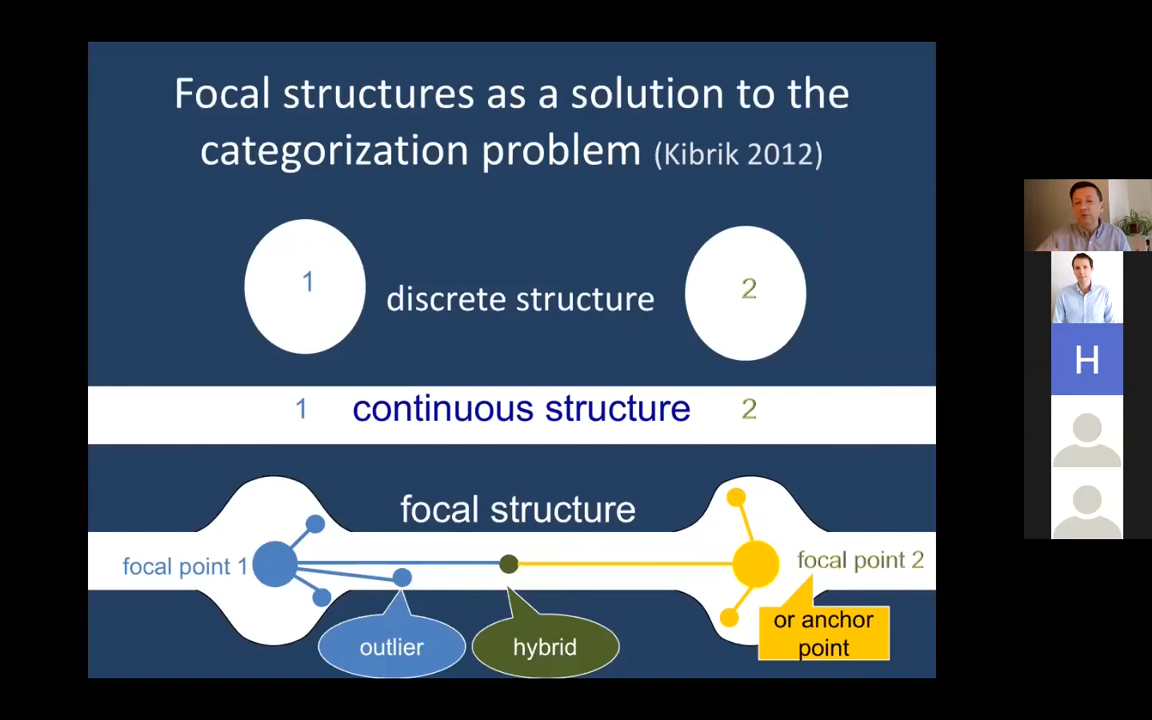 Focal structures as a solution to the
categorization problem (Kibrik 2012)
1
discrete structure
2
1
continuous structure
2
focal structure
focal point 1
focal point 2
outlier
hybrid
or anchor
point
H